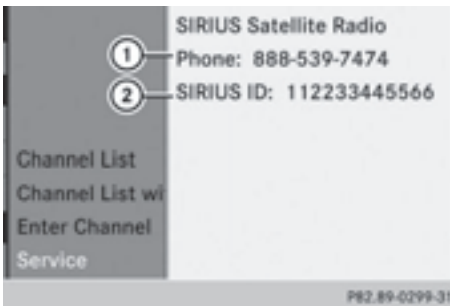 SIRIUS Satellite Radio
1 Phone: 888-539-7474
2 SIRIUS ID: 112233445566
Channel List
Channel List wi
Enter Channel
Service
P82.89-0299-31